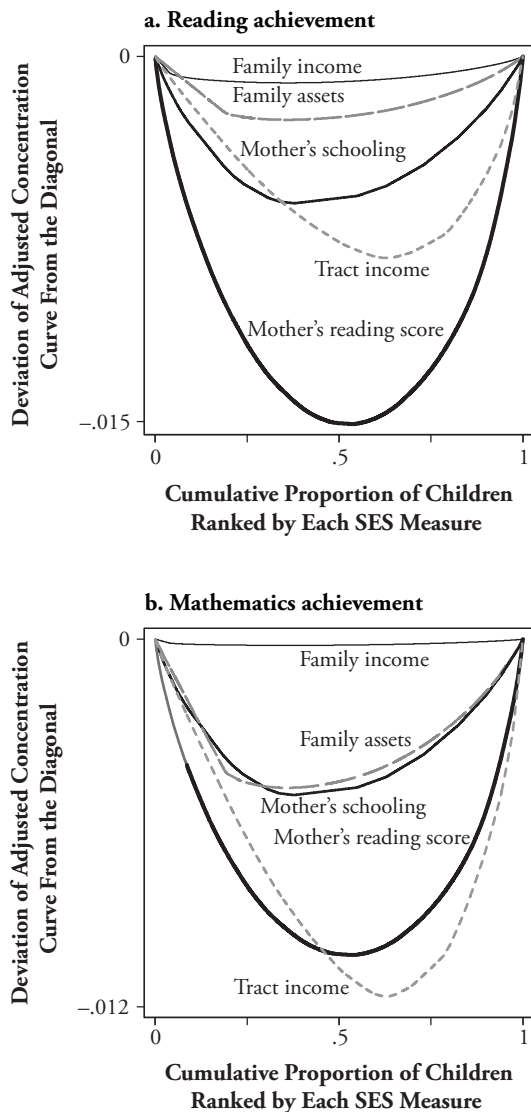 a. Reading achievement
0
Family income
Family assets
Mother's schooling
Tract income
Mother's reading score
–.015
0
.5
1
Deviation of Adjusted Concentration
Curve From the Diagonal
Cumulative Proportion of Children
Ranked by Each SES Measure
b. Mathematics achievement
0
Family income
Family assets
Mother's schooling
Mother's reading score
Tract income
–.012
0
.5
1
Deviation of Adjusted Concentration
Curve From the Diagonal
Cumulative Proportion of Children
Ranked by Each SES Measure